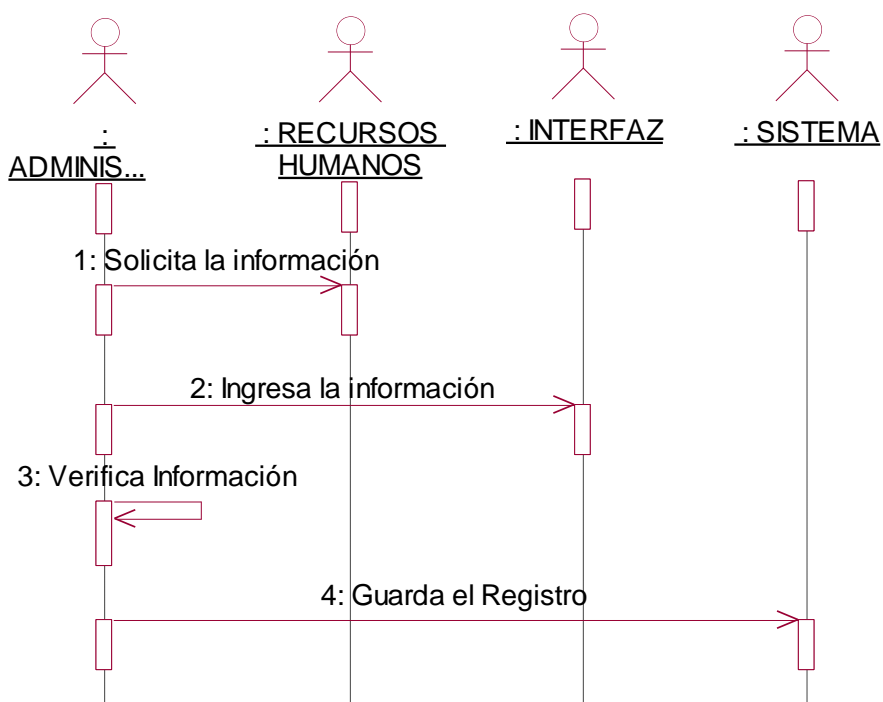 :
ADMINIS...
: RECURSOS
HUMANOS
: INTERFAZ
: SISTEMA
1: Solicita la información
2: Ingresa la información
3: Verifica Información
4: Guarda el Registro